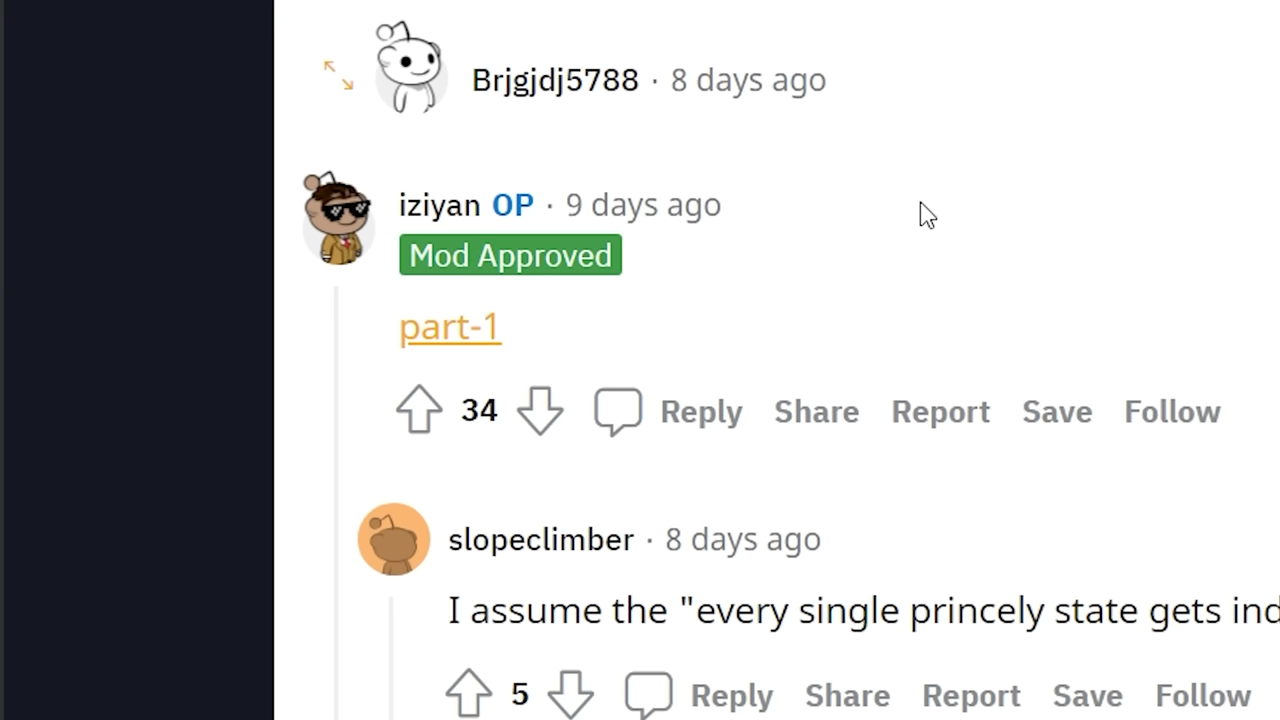 Brjgjdj5788 · 8 days ago
iziyan OP · 9 days ago
Mod Approved
part-1
34 Reply Share Report Save Follow
slopeclimber · 8 days ago
I assume the "every single princely state gets
5 Reply Share Report Save Follow